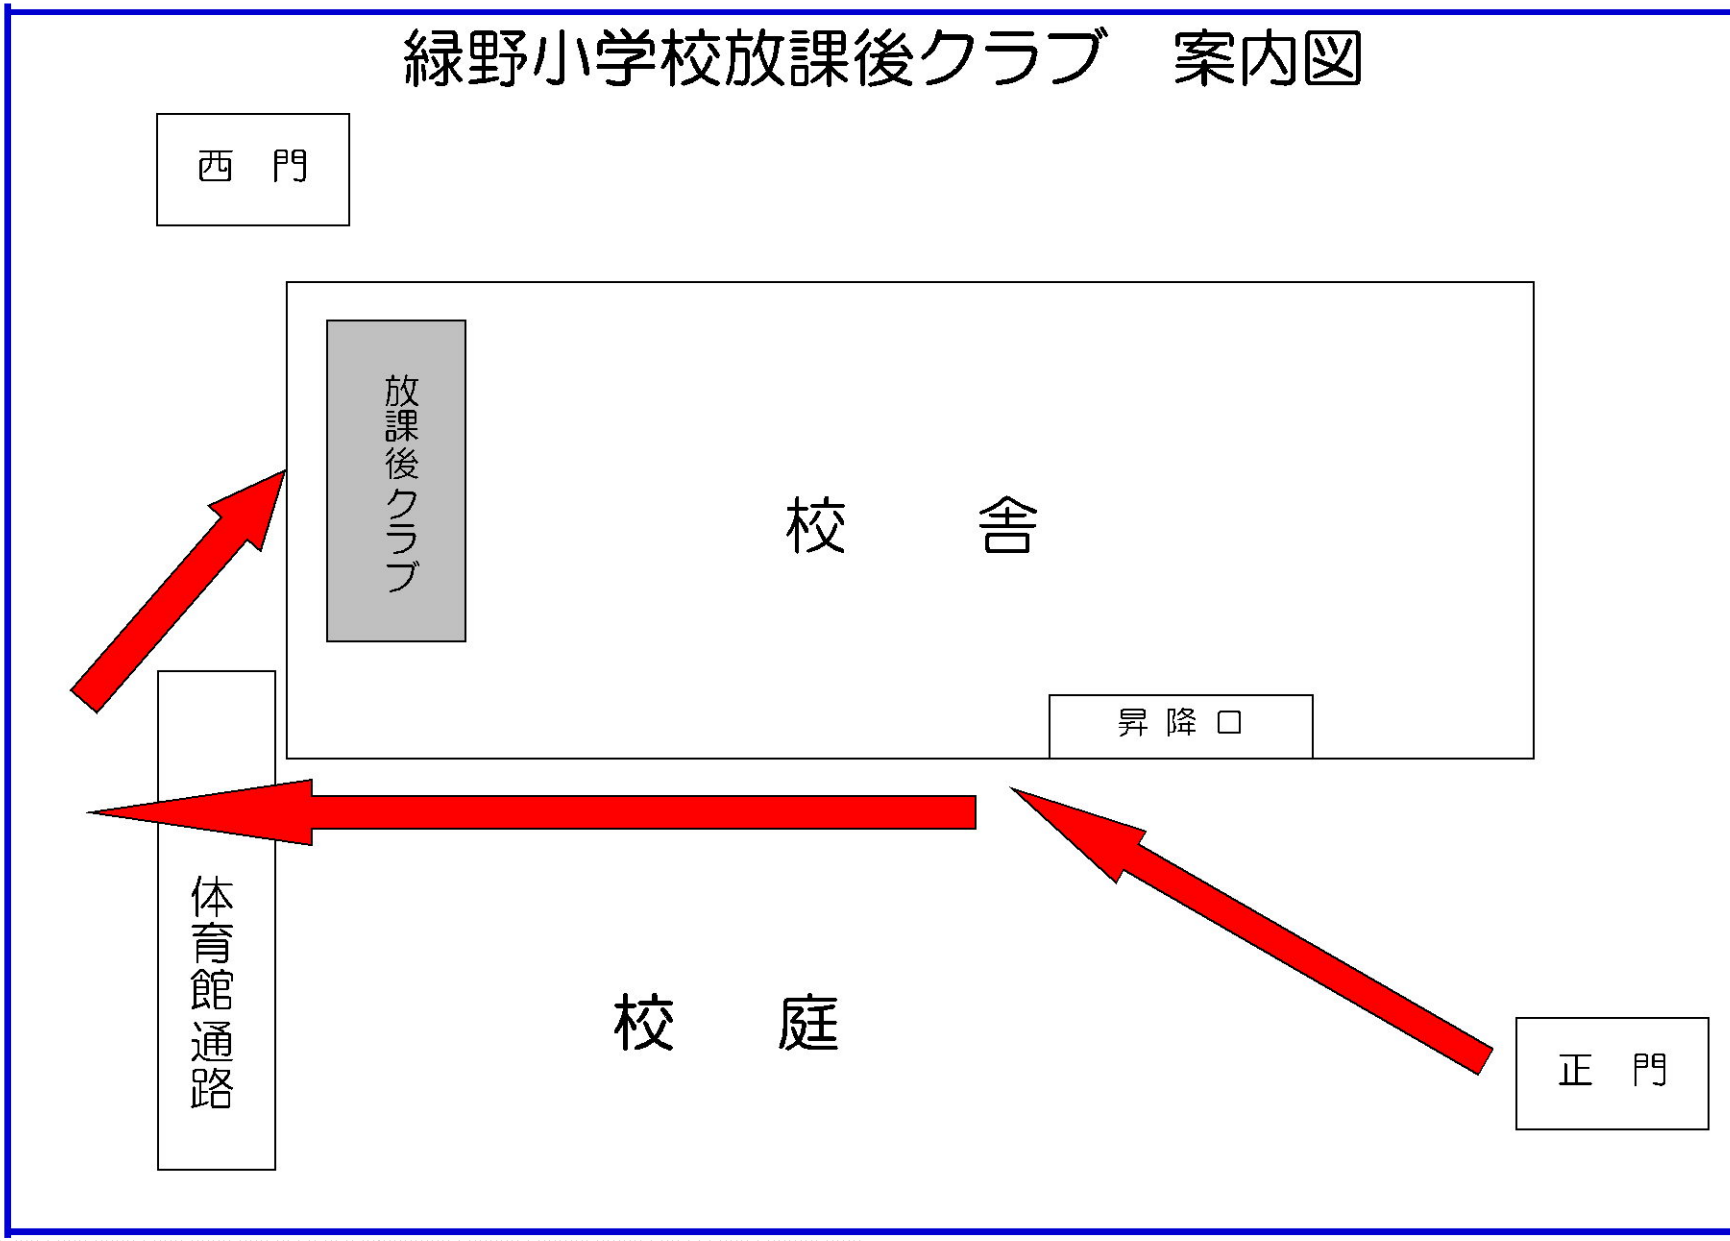 緑野小学校放課後クラブ　案内図
西　門
放課後クラブ
校　舎
昇降口
体育館通路
校　庭
正　門